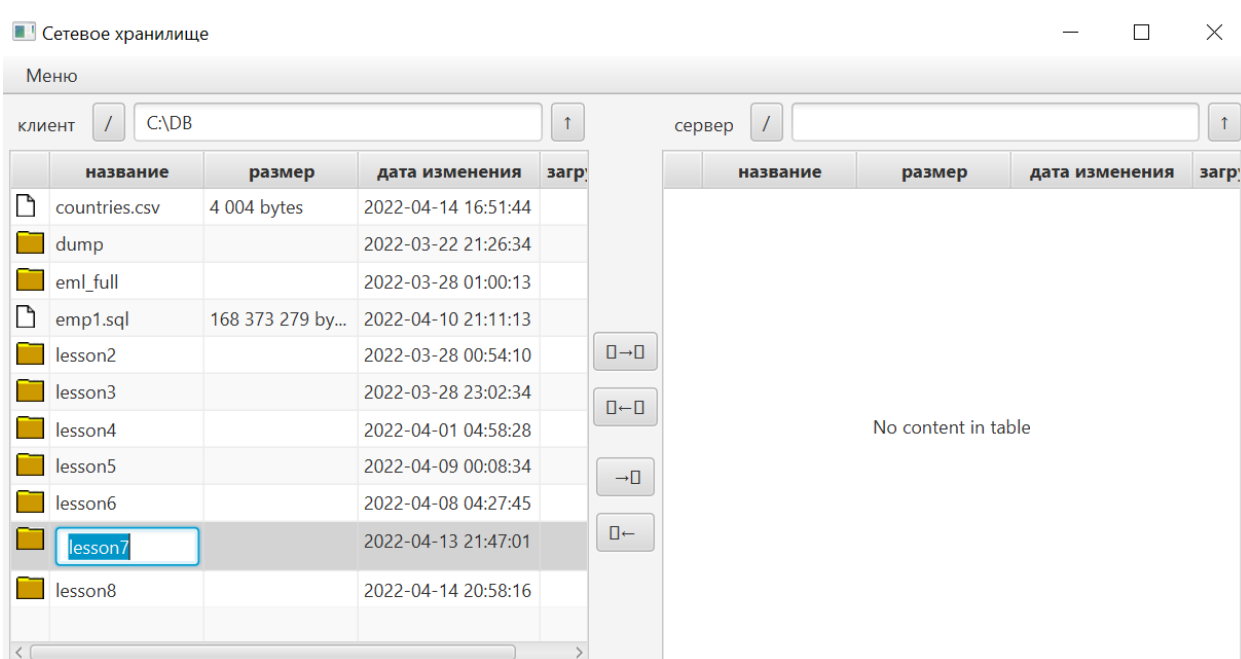 Сетевое хранилище
Меню
клиент / C:\DB ↑
сервер / ↑
название размер дата изменения загр
countries.csv 4 004 bytes 2022-04-14 16:51:44
dump 2022-03-22 21:26:34
eml_full 2022-03-28 01:00:13
emp1.sql 168 373 279 by... 2022-04-10 21:11:13
lesson2 2022-03-28 00:54:10
lesson3 2022-03-28 23:02:34
lesson4 2022-04-01 04:58:28
lesson5 2022-04-09 00:08:34
lesson6 2022-04-08 04:27:45
lesson7 2022-04-13 21:47:01
lesson8 2022-04-14 20:58:16
▯→▯
▯←▯
→▯
▯←
название размер дата изменения загр
No content in table